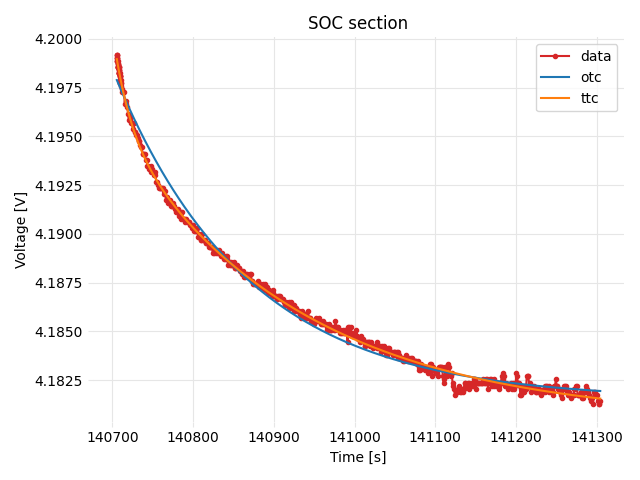 SOC section
4.2000
4.1975
4.1950
4.1925
4.1900
4.1875
4.1850
4.1825
Voltage [V]
data
otc
ttc
140700 140800 140900 141000 141100 141200 141300
Time [s]